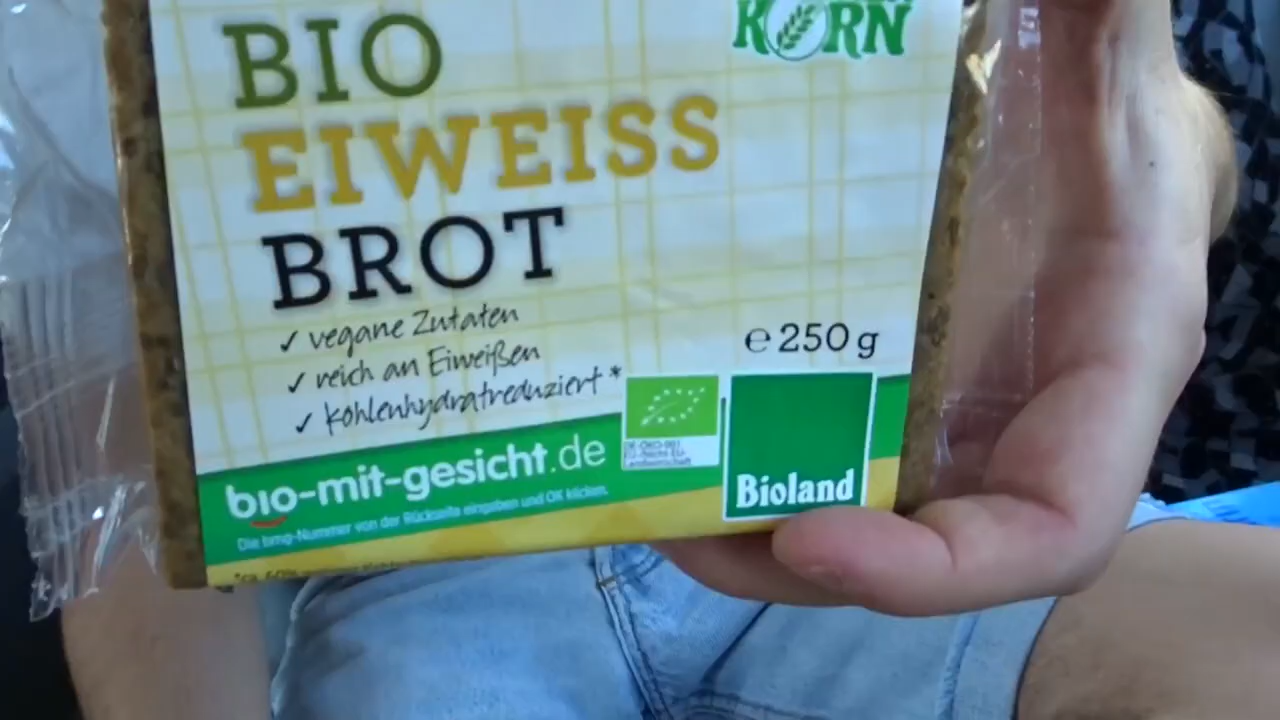 KORN
BIO
EIWEISS
BROT
✓ vegane Zutaten
✓ reich an Eiweißen
✓ kohlenhydratreduziert *
℮ 250 g
DE-ÖKO-001
EU-/Nicht EU-
Landwirtschaft
Bioland
bio-mit-gesicht.de
Die bmg-Nummer von der Rückseite eingeben und OK klicken.